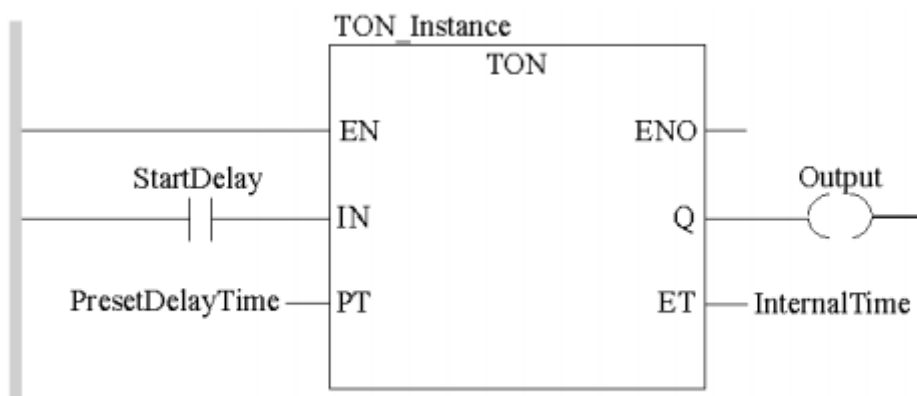 TON_Instance
TON
EN ENO
StartDelay Output
IN Q
PresetDelayTime PT ET InternalTime